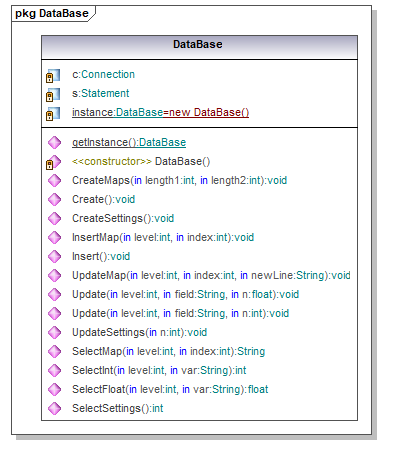 pkg DataBase
DataBase
c:Connection
s:Statement
instance:DataBase=new DataBase()
getInstance():DataBase
<<constructor>> DataBase()
CreateMaps(in length1:int, in length2:int):void
Create():void
CreateSettings():void
InsertMap(in level:int, in index:int):void
Insert():void
UpdateMap(in level:int, in index:int, in newLine:String):void
Update(in level:int, in field:String, in n:float):void
Update(in level:int, in field:String, in n:int):void
UpdateSettings(in n:int):void
SelectMap(in level:int, in index:int):String
SelectInt(in level:int, in var:String):int
SelectFloat(in level:int, in var:String):float
SelectSettings():int